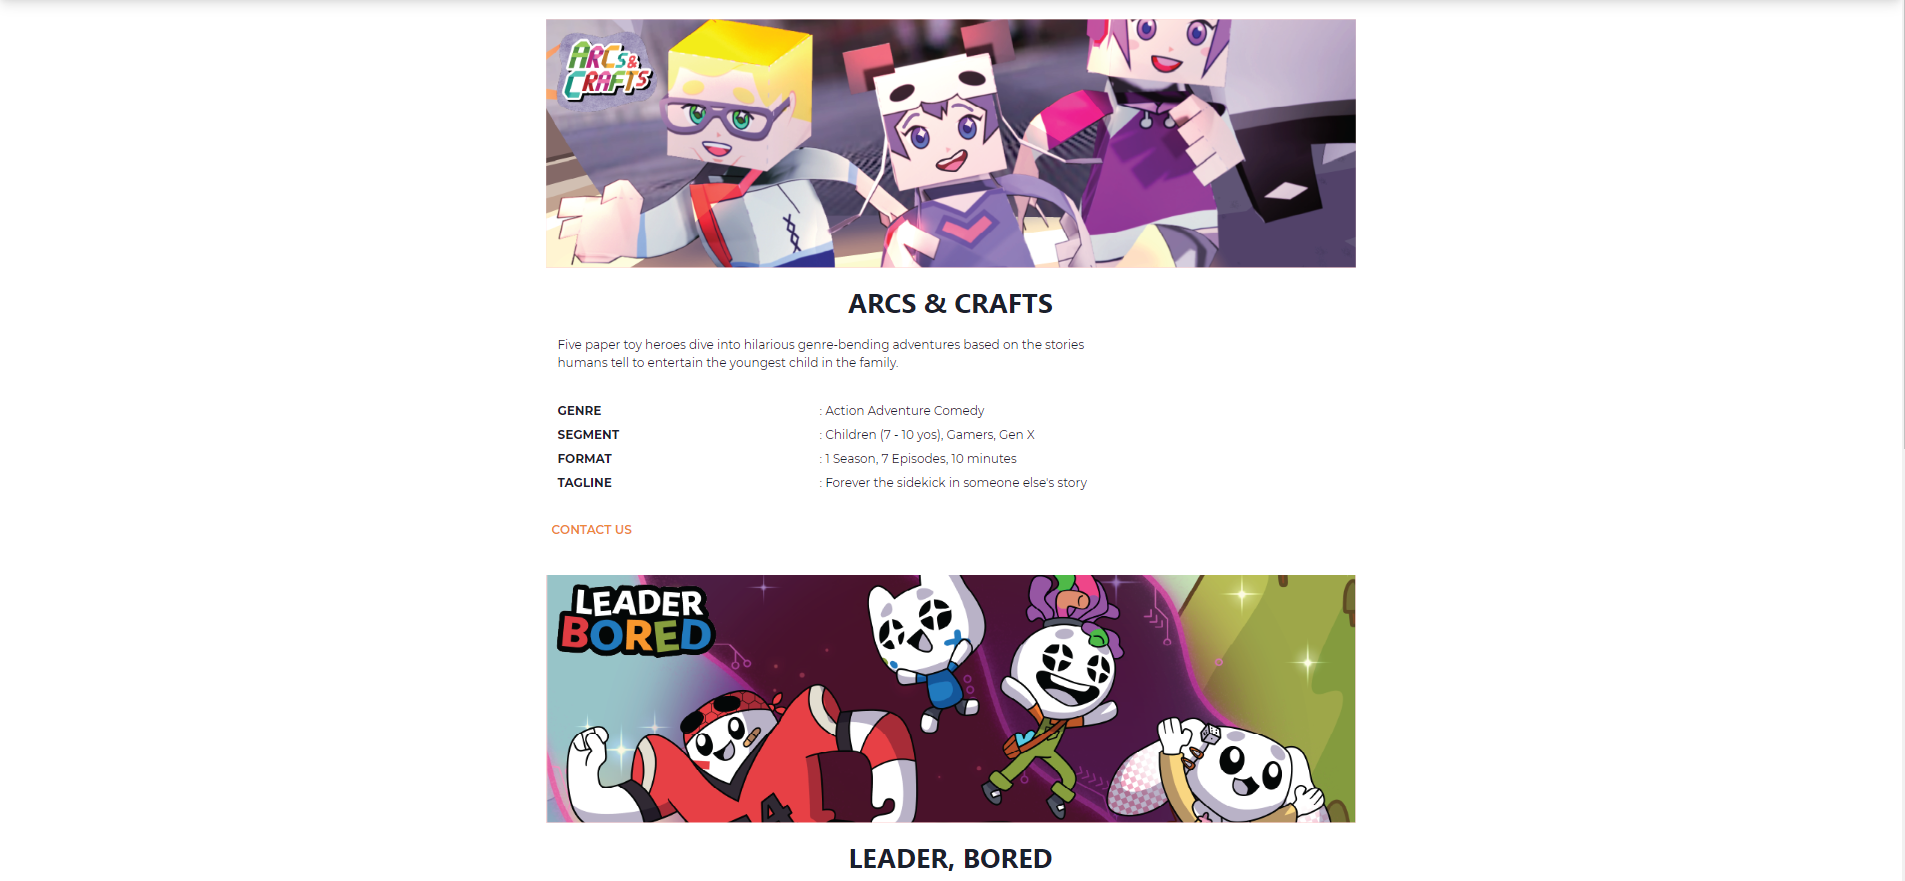 ARCS&
CRAFTS
ARCS & CRAFTS
Five paper toy heroes dive into hilarious genre-bending adventures based on the stories
humans tell to entertain the youngest child in the family.
GENRE : Action Adventure Comedy
SEGMENT : Children (7 - 10 yos), Gamers, Gen X
FORMAT : 1 Season, 7 Episodes, 10 minutes
TAGLINE : Forever the sidekick in someone else's story
CONTACT US
LEADER
BORED
4
LEADER, BORED